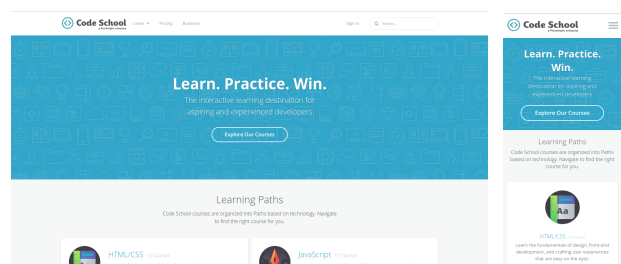 Code School
a Pluralsight company
Learn
Pricing
Business
Sign In
Search...
Learn. Practice. Win.
The interactive learning destination for
aspiring and experienced developers
Explore Our Courses
Learning Paths
Code School courses are organized into Paths based on technology. Navigate
to find the right course for you.
HTML/CSS
JavaScript
Code School
a Pluralsight company
Learn. Practice.
Win.
The interactive learning
destination for aspiring and
experienced developers
Explore Our Courses
Learning Paths
Code School courses are organized into Paths
based on technology. Navigate to find the right
course for you.
Aa
HTML/CSS
Learn the fundamentals of design, front-end
development, and crafting user experiences
that are easy on the eyes.